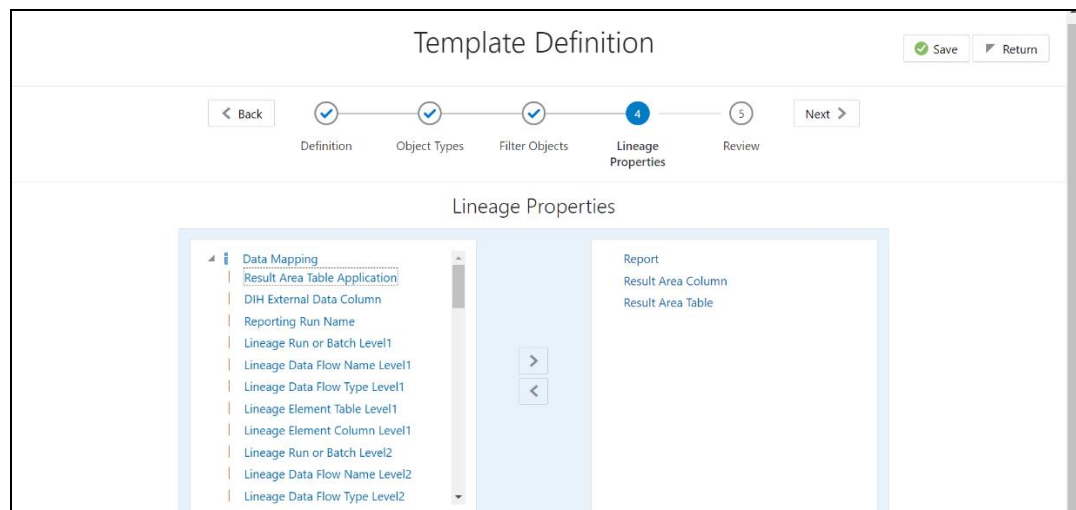 Template Definition
Save
Return
Back
Definition
Object Types
Filter Objects
4
Lineage
Properties
5
Review
Next
Lineage Properties
Data Mapping
Result Area Table Application
DIH External Data Column
Reporting Run Name
Lineage Run or Batch Level1
Lineage Data Flow Name Level1
Lineage Data Flow Type Level1
Lineage Element Table Level1
Lineage Element Column Level1
Lineage Run or Batch Level2
Lineage Data Flow Name Level2
Lineage Data Flow Type Level2
Report
Result Area Column
Result Area Table